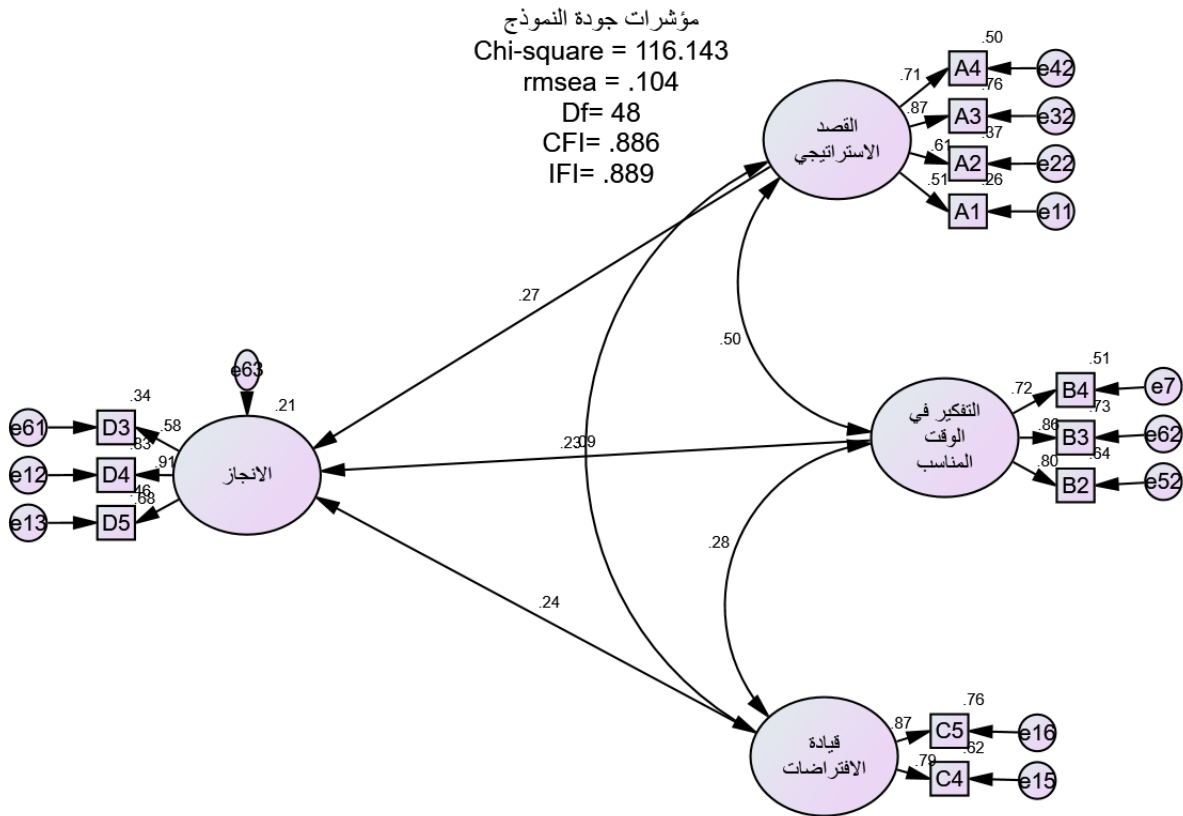 مؤشرات جودة النموذج
Chi-square = 116.143
rmsea = .104
Df= 48
CFI= .886
IFI= .889
القصد
الاستراتيجي
.71
.87
.61
.51
.50
A4
e42
.76
A3
e32
.37
A2
e22
.26
A1
e11
.27
.50
e63
.21
الانجاز
.34
e61
D3
.58
.83
e12
D4
.91
.46
e13
D5
.68
.23
.09
التفكير في
الوقت
المناسب
.72
.86
.80
.51
B4
e7
.73
B3
e62
.64
B2
e52
.28
.24
قيادة
الافتراضات
.87
.79
.76
C5
e16
.62
C4
e15